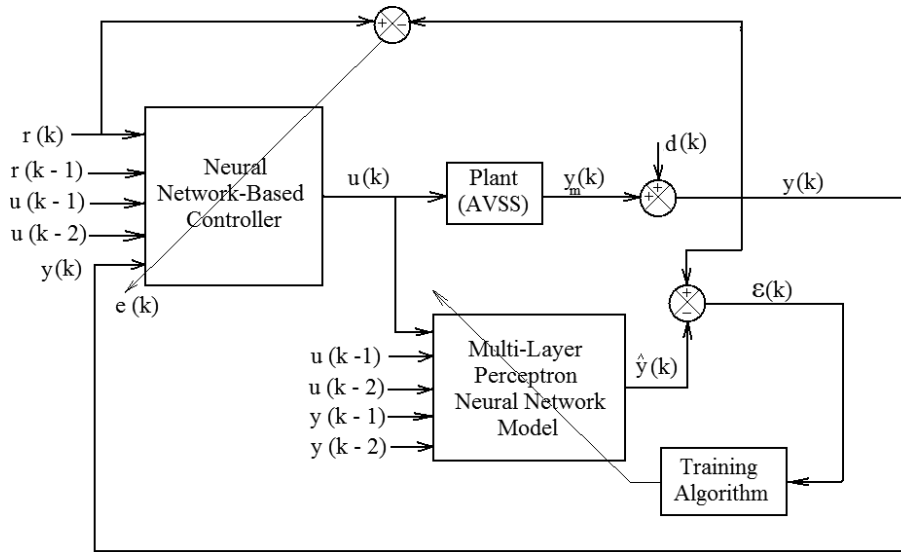 + −
r (k)
r (k - 1)
u (k - 1)
u (k - 2)
y (k)
Neural
Network-Based
Controller
e (k)
u (k)
Plant
(AVSS)
y_m(k)
d(k)
+
+
y(k)
+
−
ε(k)
u (k -1)
u (k - 2)
y (k - 1)
y (k - 2)
Multi-Layer
Perceptron
Neural Network
Model
ŷ(k)
Training
Algorithm